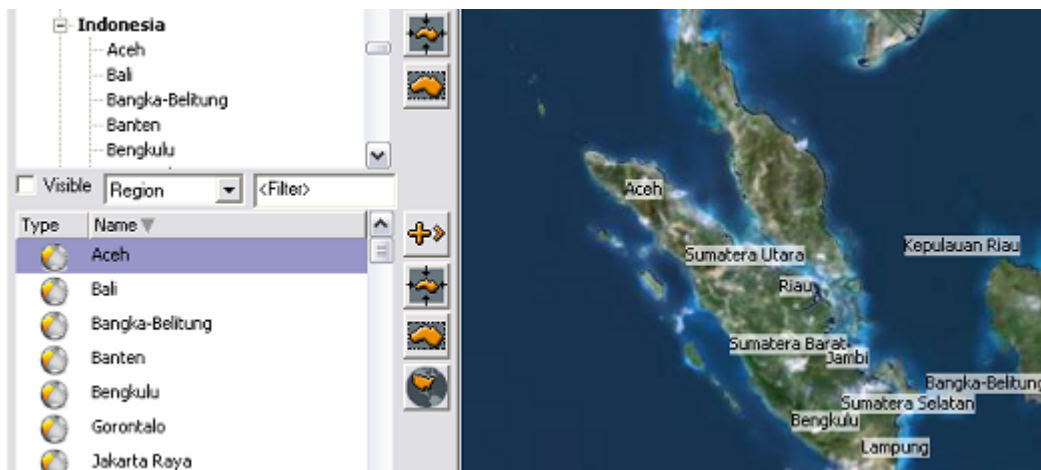 Indonesia
Aceh
Bali
Bangka-Belitung
Banten
Bengkulu
Visible
Region
<Filter>
Type
Name
Aceh
Bali
Bangka-Belitung
Banten
Bengkulu
Gorontalo
Jakarta Raya
Aceh
Sumatera Utara
Kepulauan Riau
Riau
Sumatera Barat
Jambi
Bangka-Belitung
Sumatera Selatan
Bengkulu
Lampung